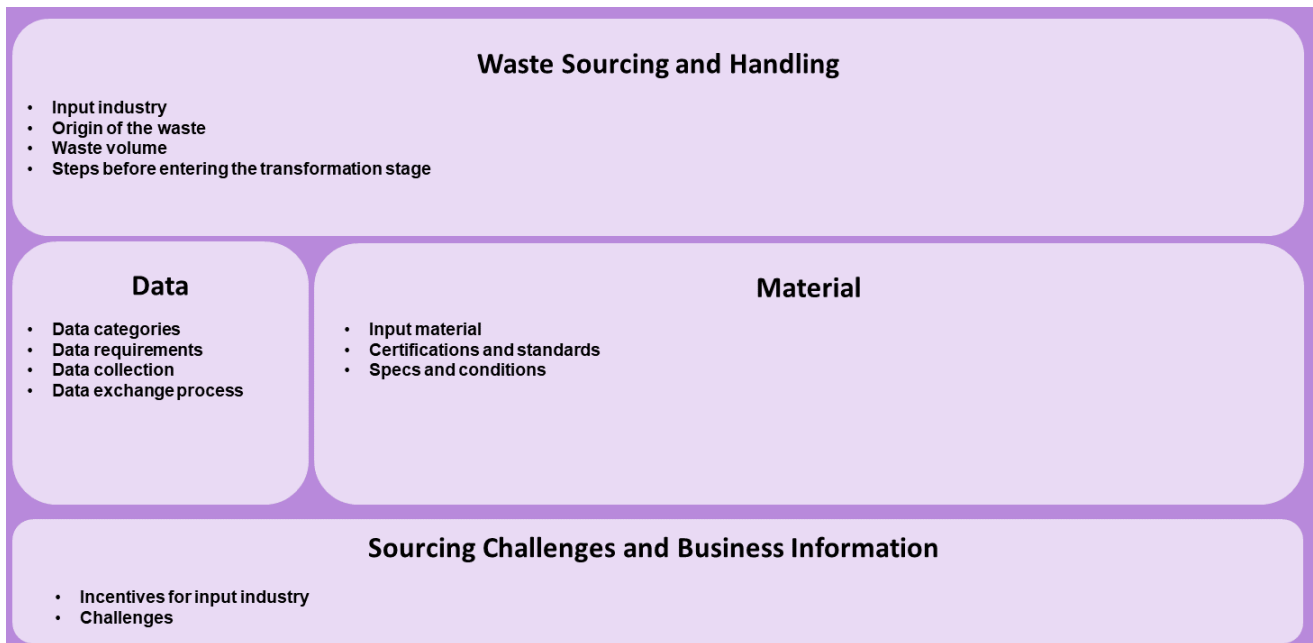 Waste Sourcing and Handling
• Input industry
• Origin of the waste
• Waste volume
• Steps before entering the transformation stage
Data
• Data categories
• Data requirements
• Data collection
• Data exchange process
Material
• Input material
• Certifications and standards
• Specs and conditions
Sourcing Challenges and Business Information
• Incentives for input industry
• Challenges